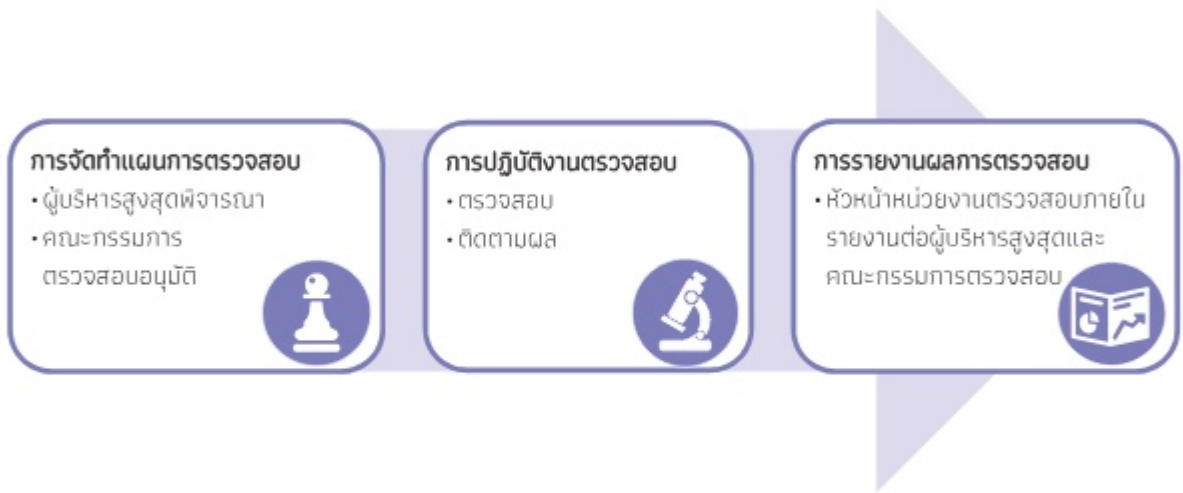 การจัดทำแผนการตรวจสอบ
• ผู้บริหารสูงสุดพิจารณา
• คณะกรรมการ
ตรวจสอบอนุมัติ
การปฏิบัติงานตรวจสอบ
• ตรวจสอบ
• ติดตามผล
การรายงานผลการตรวจสอบ
• หัวหน้าหน่วยงานตรวจสอบภายใน
รายงานต่อผู้บริหารสูงสุดและ
คณะกรรมการตรวจสอบ